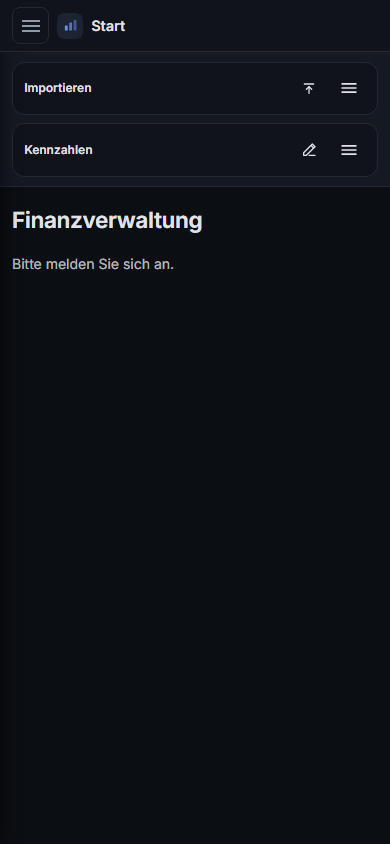 Start
Importieren
Kennzahlen
Finanzverwaltung
Bitte melden Sie sich an.